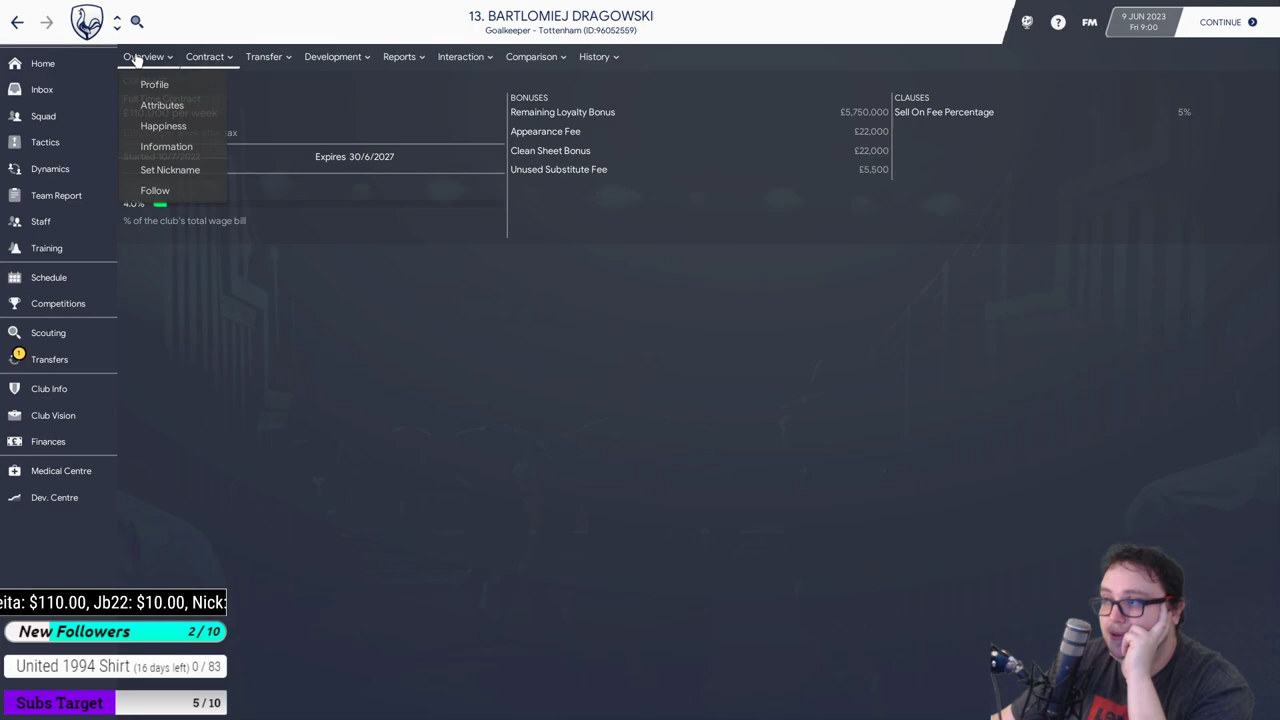 13. BARTLOMIEJ DRAGOWSKI
Goalkeeper - Tottenham (ID:96052559)
FM
9 JUN 2023
Fri 9:00
CONTINUE
Overview
Contract
Transfer
Development
Reports
Interaction
Comparison
History
Home
Inbox
Squad
Tactics
Dynamics
Team Report
Staff
Training
Schedule
Competitions
Scouting
1
Transfers
Club Info
Club Vision
Finances
Medical Centre
Dev. Centre
Profile
Attributes
Happiness
Information
Set Nickname
Follow
per week
tax
Expires 30/6/2027
4.0%
% of the club's total wage bill
BONUSES
Remaining Loyalty Bonus £5,750,000
Appearance Fee £22,000
Clean Sheet Bonus £22,000
Unused Substitute Fee £5,500
CLAUSES
Sell On Fee Percentage 5%
eita: $110.00, Jb22: $10.00, Nick:
New Followers 2 / 10
United 1994 Shirt (16 days left) 0 / 83
Subs Target 5 / 10